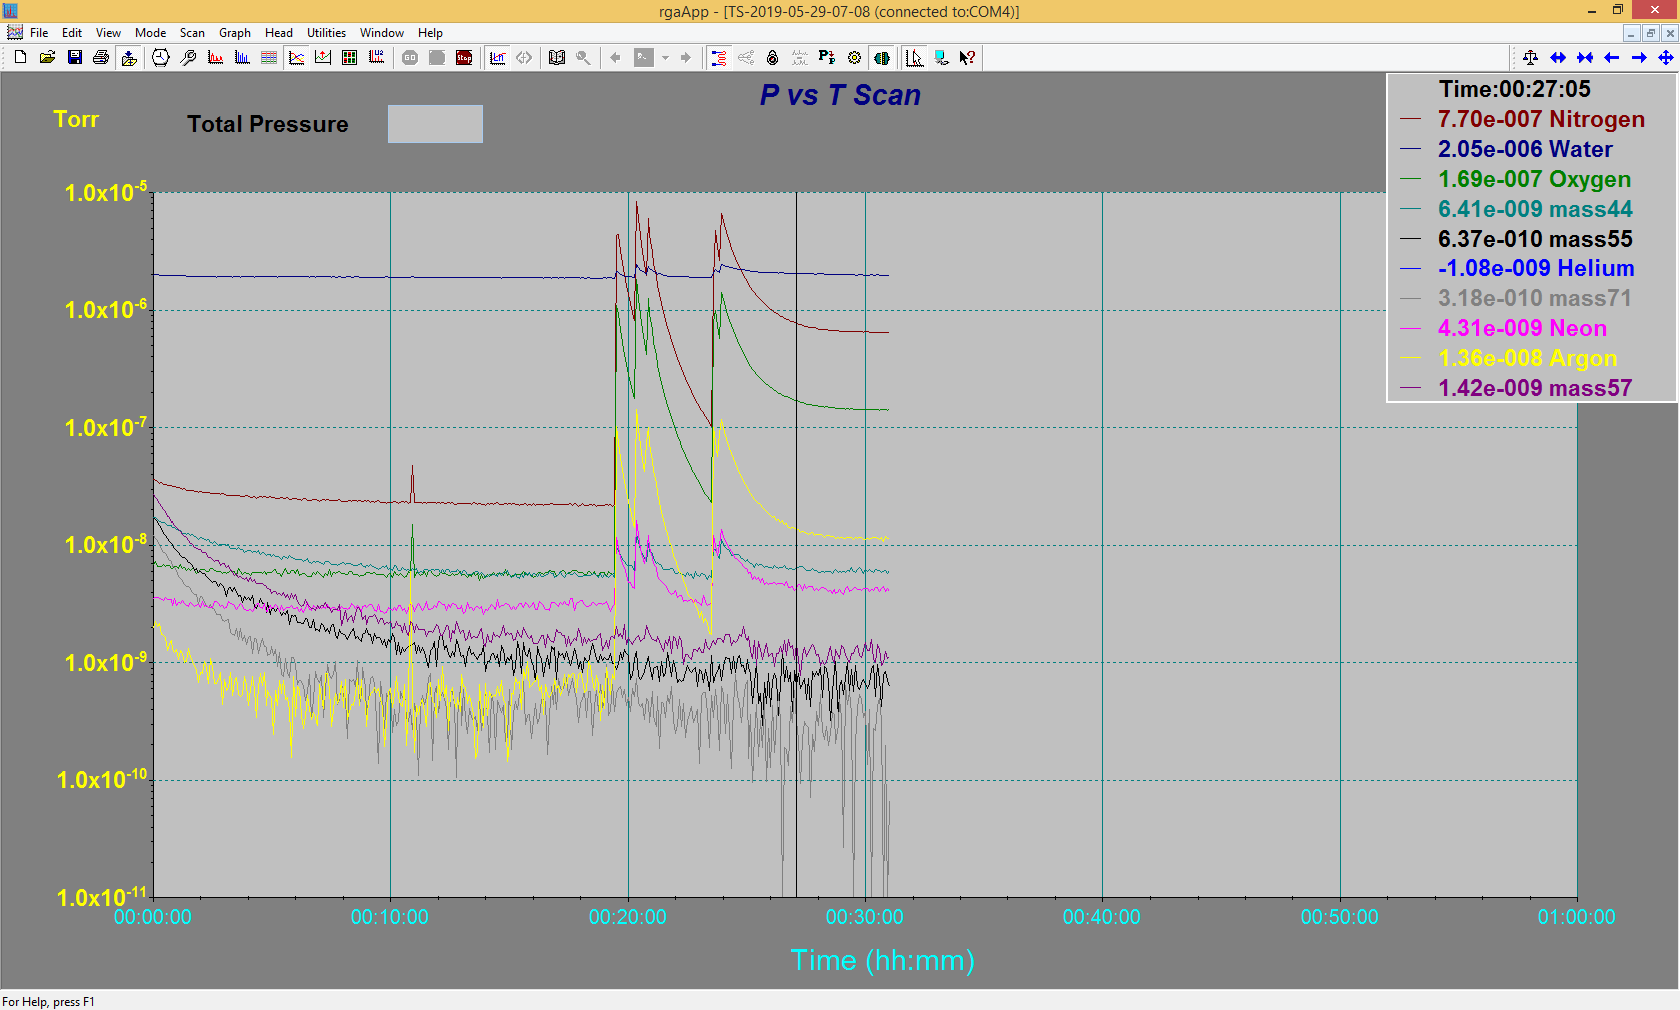 rgaApp - [TS-2019-05-29-07-08 (connected to:COM4)]
File Edit View Mode Scan Graph Head Utilities Window Help
GO Stop
P vs T Scan
Torr
Total Pressure
Time:00:27:05
7.70e-007 Nitrogen
2.05e-006 Water
1.69e-007 Oxygen
6.41e-009 mass44
6.37e-010 mass55
-1.08e-009 Helium
3.18e-010 mass71
4.31e-009 Neon
1.36e-008 Argon
1.42e-009 mass57
1.0x10-5
1.0x10-6
1.0x10-7
1.0x10-8
1.0x10-9
1.0x10-10
1.0x10-11
00:00:00 00:10:00 00:20:00 00:30:00 00:40:00 00:50:00 01:00:00
Time (hh:mm)
For Help, press F1